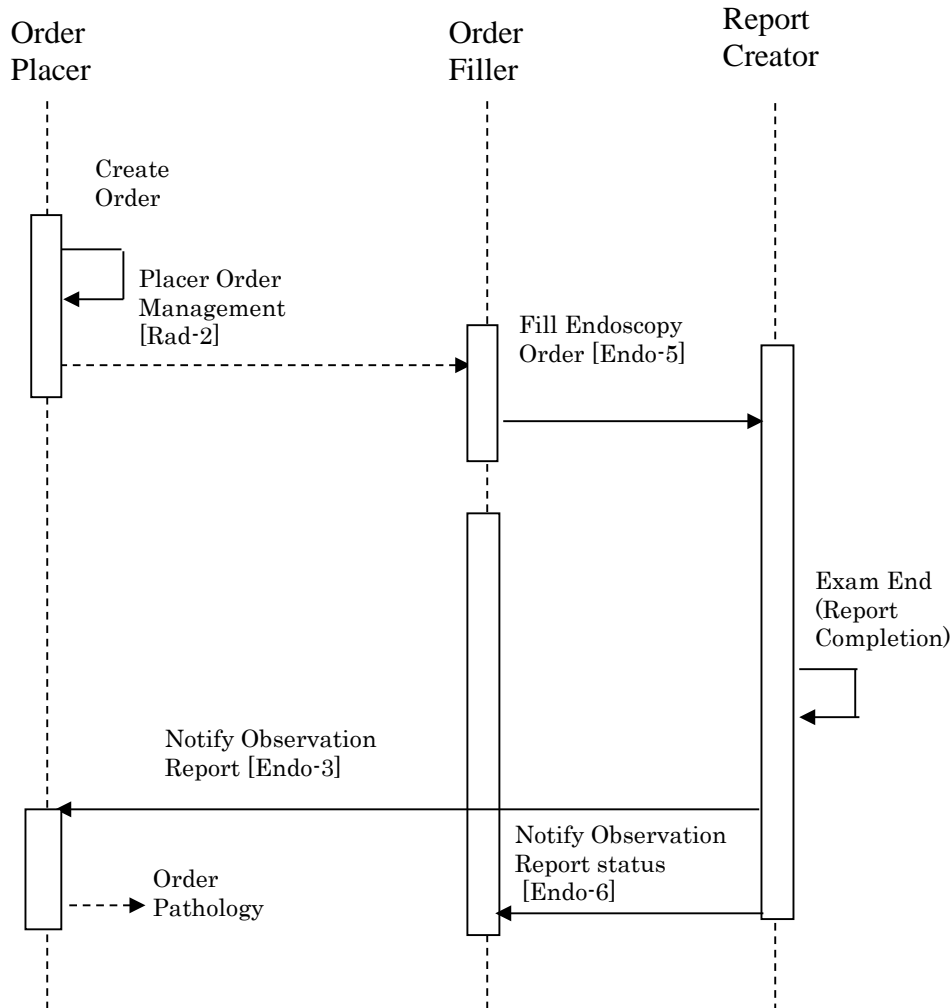 Order
Placer
Order
Filler
Report
Creator
Create
Order
Placer Order
Management
[Rad-2]
Fill Endoscopy
Order [Endo-5]
Exam End
(Report
Completion)
Notify Observation
Report [Endo-3]
Notify Observation
Report status
[Endo-6]
Order
Pathology